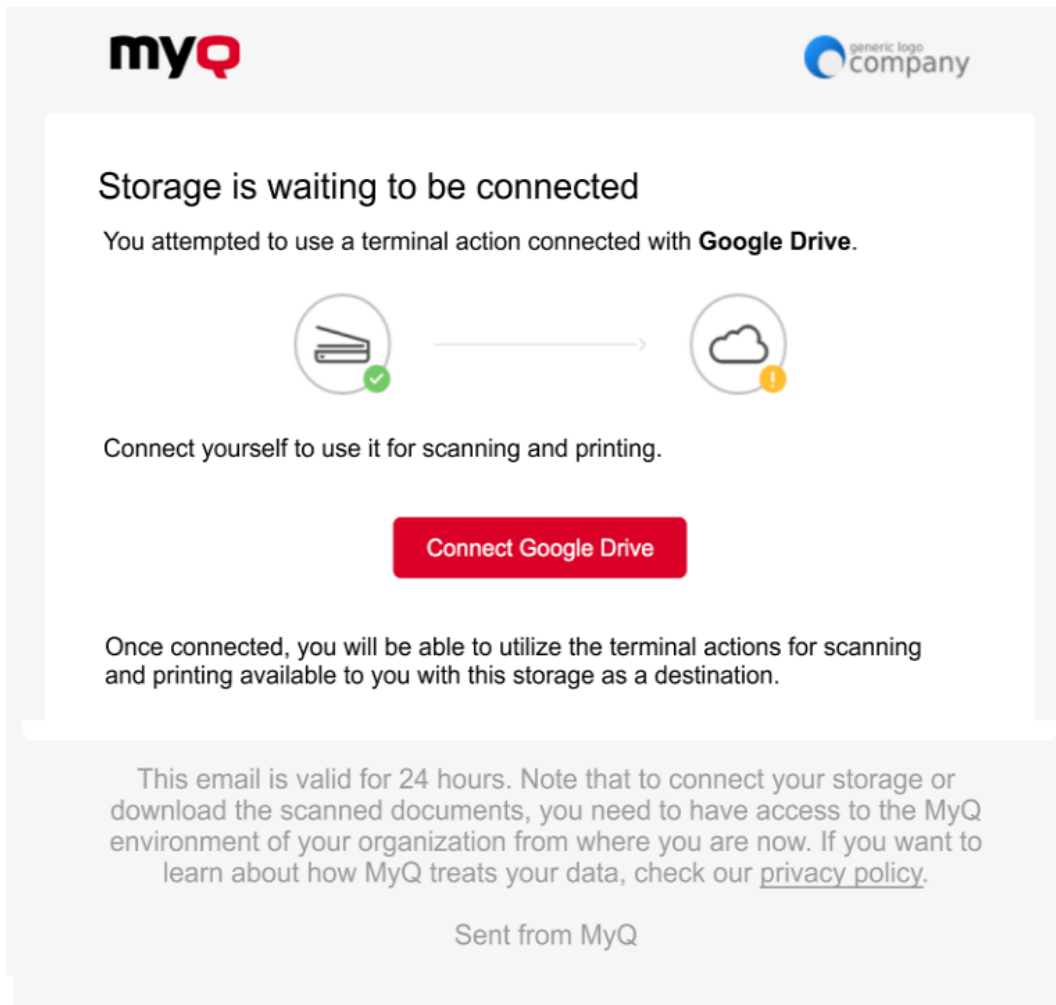 myQ
generic logo
company
Storage is waiting to be connected
You attempted to use a terminal action connected with Google Drive.
Connect yourself to use it for scanning and printing.
Connect Google Drive
Once connected, you will be able to utilize the terminal actions for scanning
and printing available to you with this storage as a destination.
This email is valid for 24 hours. Note that to connect your storage or
download the scanned documents, you need to have access to the MyQ
environment of your organization from where you are now. If you want to
learn about how MyQ treats your data, check our privacy policy.
Sent from MyQ